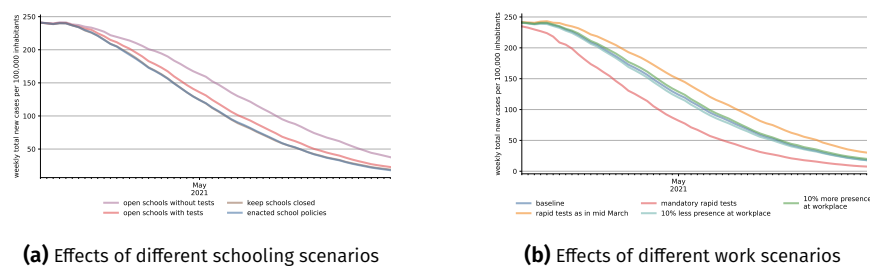 weekly total new cases per 100,000 inhabitants
250
200
150
100
50
May
2021
open schools without tests
keep schools closed
open schools with tests
enacted school policies
(a) Effects of different schooling scenarios
weekly total new cases per 100,000 inhabitants
250
200
150
100
50
0
May
2021
baseline
mandatory rapid tests
10% more presence
at workplace
rapid tests as in mid March
10% less presence at workplace
(b) Effects of different work scenarios